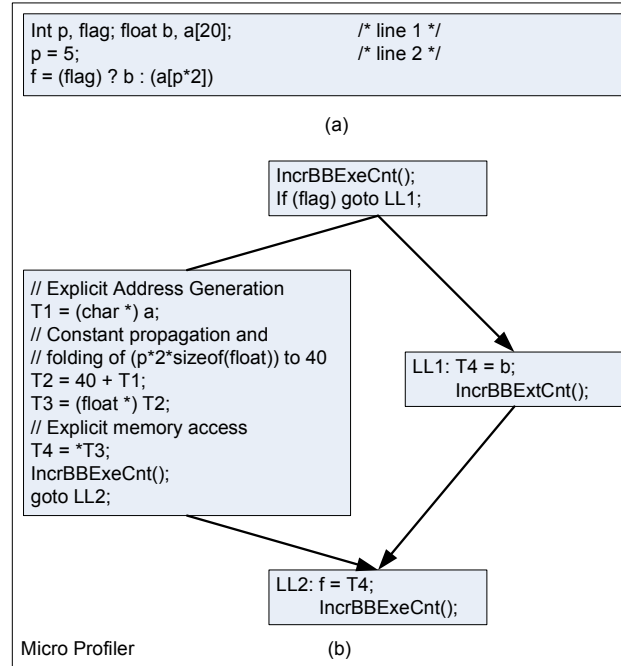 Int p, flag; float b, a[20]; /* line 1 */
p = 5; /* line 2 */
f = (flag) ? b : (a[p*2])
(a)
IncrBBExeCnt();
If (flag) goto LL1;
// Explicit Address Generation
T1 = (char *) a;
// Constant propagation and
// folding of (p*2*sizeof(float)) to 40
T2 = 40 + T1;
T3 = (float *) T2;
// Explicit memory access
T4 = *T3;
IncrBBExeCnt();
goto LL2;
LL1: T4 = b;
IncrBBExtCnt();
LL2: f = T4;
IncrBBExeCnt();
Micro Profiler (b)